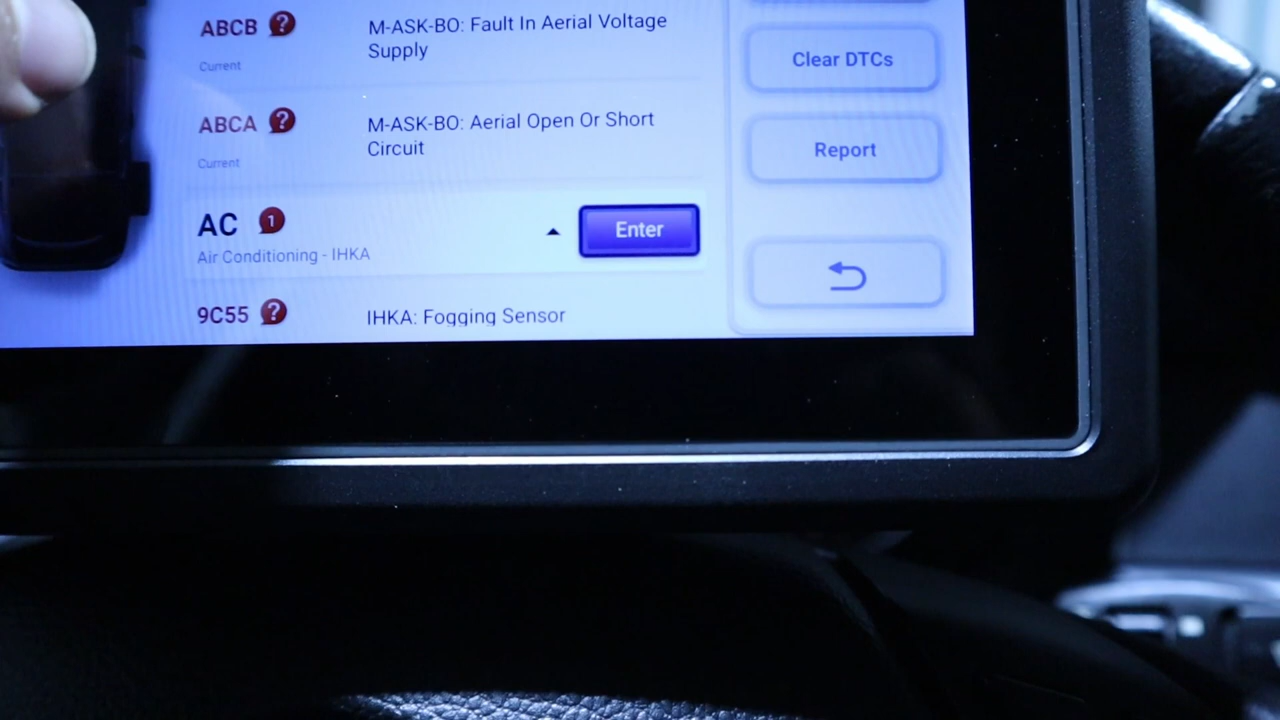 ABCB ?
M-ASK-BO: Fault In Aerial Voltage
Supply
Current
ABCA ?
M-ASK-BO: Aerial Open Or Short
Circuit
Current
AC 1
Air Conditioning - IHKA
Enter
9C55 ?
IHKA: Fogging Sensor
Clear DTCs
Report